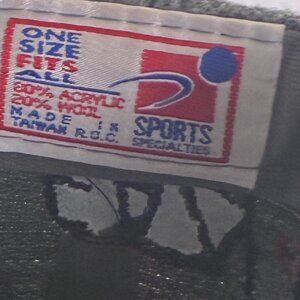 ONE
SIZE
FITS
ALL
80% ACRYLIC
20% WOOL
MADE IN
TAIWAN R.O.C.
SPORTS
SPECIALTIES